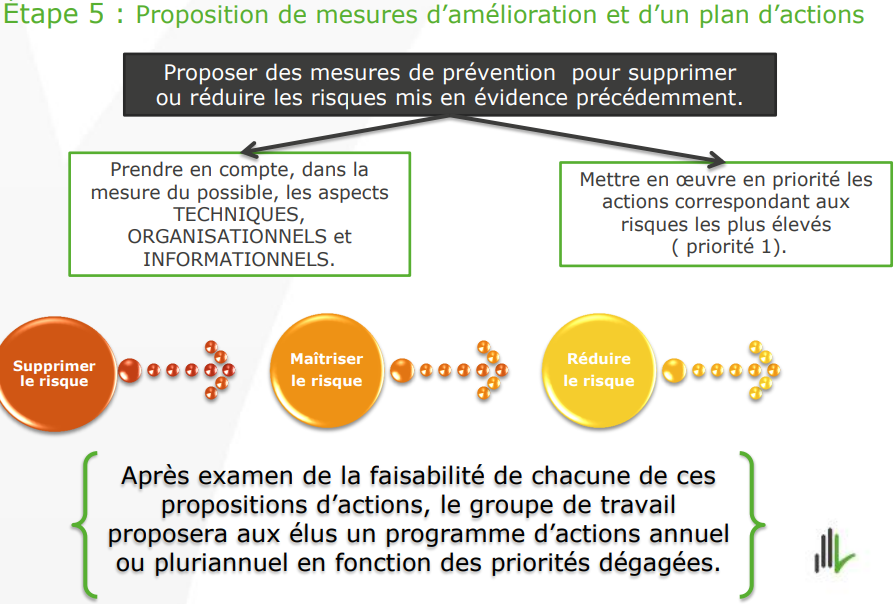 Étape 5 : Proposition de mesures d’amélioration et d’un plan d’actions
Proposer des mesures de prévention pour supprimer
ou réduire les risques mis en évidence précédemment.
Prendre en compte, dans la
mesure du possible, les aspects
TECHNIQUES,
ORGANISATIONNELS et
INFORMATIONNELS.
Mettre en œuvre en priorité les
actions correspondant aux
risques les plus élevés
( priorité 1).
Supprimer
le risque
Maîtriser
le risque
Réduire
le risque
Après examen de la faisabilité de chacune de ces
propositions d’actions, le groupe de travail
proposera aux élus un programme d’actions annuel
ou pluriannuel en fonction des priorités dégagées.